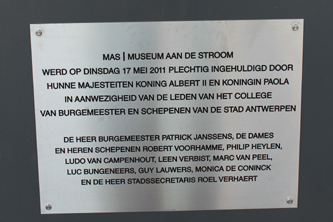 MAS | MUSEUM AAN DE STROOM
WERD OP DINSDAG 17 MEI 2011 PLECHTIG INGEHULDIGD DOOR
HUNNE MAJESTEITEN KONING ALBERT II EN KONINGIN PAOLA
IN AANWEZIGHEID VAN DE LEDEN VAN HET COLLEGE
VAN BURGEMEESTER EN SCHEPENEN VAN DE STAD ANTWERPEN
DE HEER BURGEMEESTER PATRICK JANSSENS, DE DAMES
EN HEREN SCHEPENEN ROBERT VOORHAMME, PHILIP HEYLEN,
LUDO VAN CAMPENHOUT, LEEN VERBIST, MARC VAN PEEL,
LUC BUNGENEERS, GUY LAUWERS, MONICA DE CONINCK
EN DE HEER STADSSECRETARIS ROEL VERHAERT